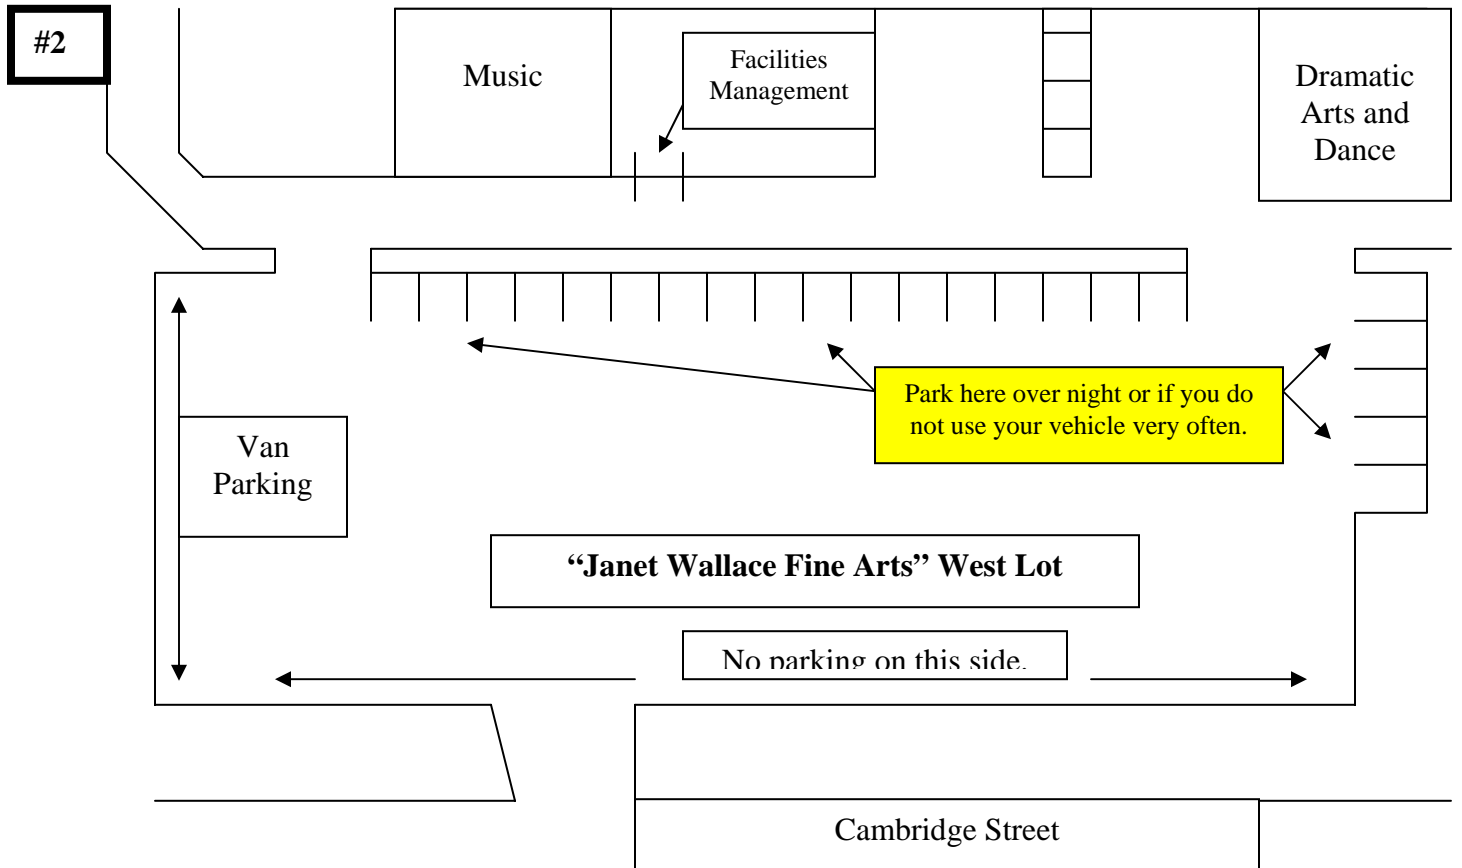 #2
Music
Facilities
Management
Dramatic
Arts and
Dance
Park here over night or if you do
not use your vehicle very often.
Van
Parking
“Janet Wallace Fine Arts” West Lot
No parking on this side.
Cambridge Street